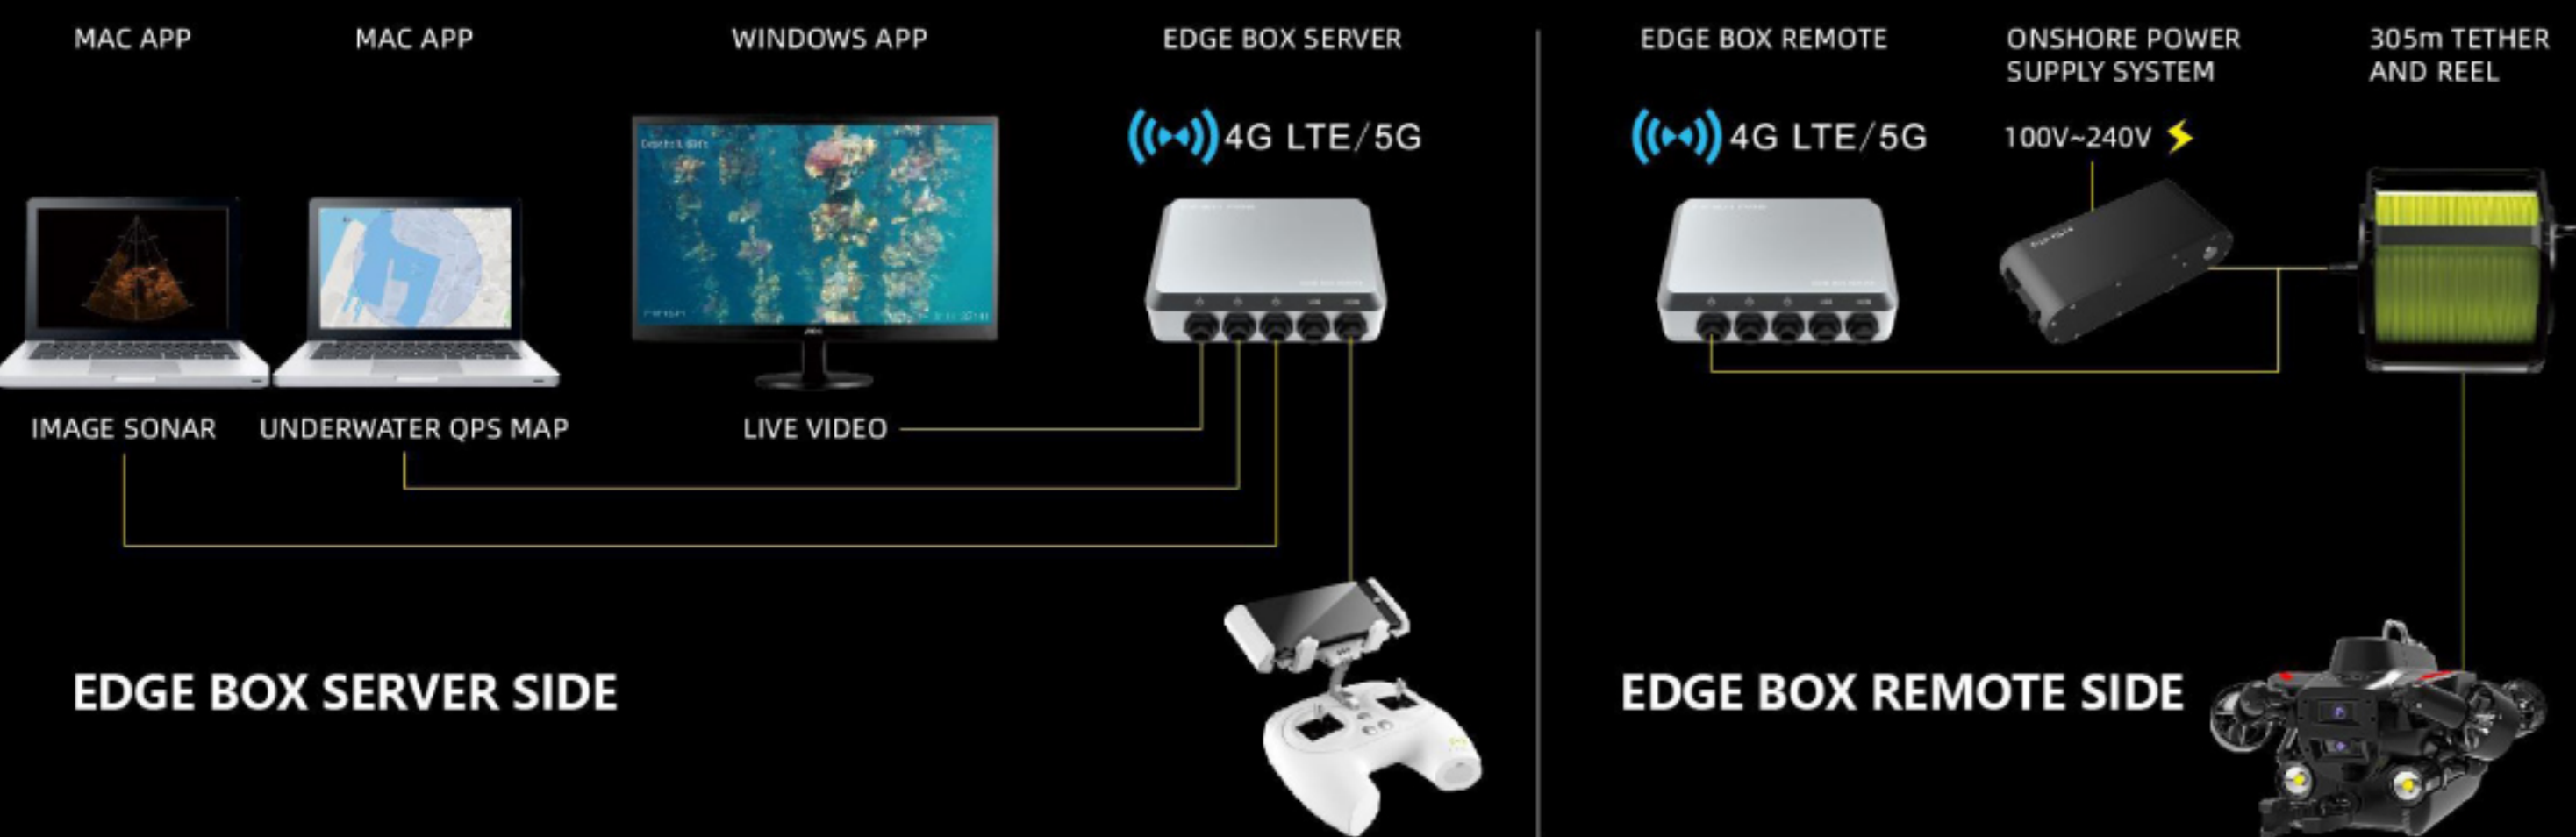 MAC APP
MAC APP
WINDOWS APP
EDGE BOX SERVER
4G LTE/5G
IMAGE SONAR
UNDERWATER QPS MAP
LIVE VIDEO
EDGE BOX SERVER SIDE
EDGE BOX REMOTE
4G LTE/5G
ONSHORE POWER
SUPPLY SYSTEM
100V~240V
305m TETHER
AND REEL
EDGE BOX REMOTE SIDE